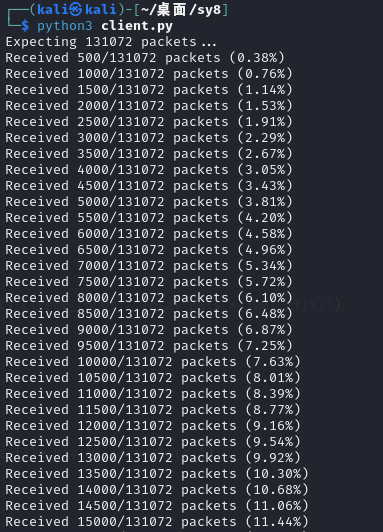 ┌──(kali㉿kali)-[~/桌面/sy8]
└─$ python3 client.py
Expecting 131072 packets...
Received 500/131072 packets (0.38%)
Received 1000/131072 packets (0.76%)
Received 1500/131072 packets (1.14%)
Received 2000/131072 packets (1.53%)
Received 2500/131072 packets (1.91%)
Received 3000/131072 packets (2.29%)
Received 3500/131072 packets (2.67%)
Received 4000/131072 packets (3.05%)
Received 4500/131072 packets (3.43%)
Received 5000/131072 packets (3.81%)
Received 5500/131072 packets (4.20%)
Received 6000/131072 packets (4.58%)
Received 6500/131072 packets (4.96%)
Received 7000/131072 packets (5.34%)
Received 7500/131072 packets (5.72%)
Received 8000/131072 packets (6.10%)
Received 8500/131072 packets (6.48%)
Received 9000/131072 packets (6.87%)
Received 9500/131072 packets (7.25%)
Received 10000/131072 packets (7.63%)
Received 10500/131072 packets (8.01%)
Received 11000/131072 packets (8.39%)
Received 11500/131072 packets (8.77%)
Received 12000/131072 packets (9.16%)
Received 12500/131072 packets (9.54%)
Received 13000/131072 packets (9.92%)
Received 13500/131072 packets (10.30%)
Received 14000/131072 packets (10.68%)
Received 14500/131072 packets (11.06%)
Received 15000/131072 packets (11.44%)